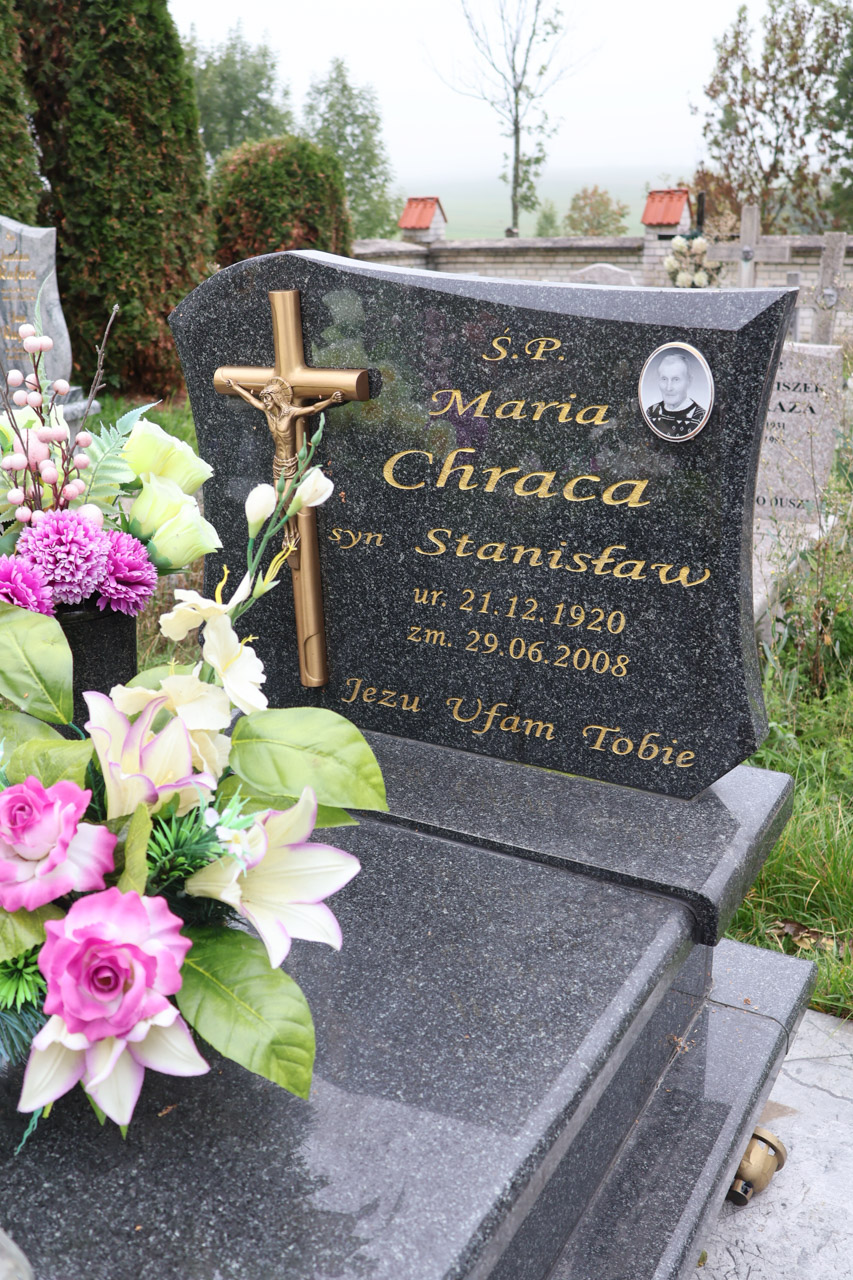 Ś.P.
Maria
Chraca
syn Stanisław
ur. 21.12.1920
zm. 29.06.2008
Jezu Ufam Tobie